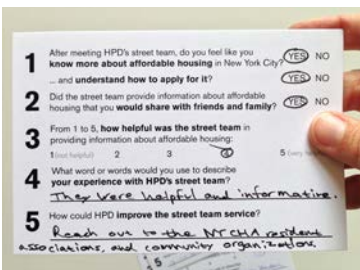 1 After meeting HPD's street team, do you feel like you
know more about affordable housing in New York City? YES NO
... and understand how to apply for it? YES NO
2 Did the street team provide information about affordable
housing that you would share with friends and family? YES NO
3 From 1 to 5, how helpful was the street team in
providing information about affordable housing:
1 (not helpful) 2 3 4 5 (very
4 What word or words would you use to describe
your experience with HPD's street team?
They were helpful and informative.
5 How could HPD improve the street team service?
Reach out to the NYCHA resident
associations, and community organizations.
5